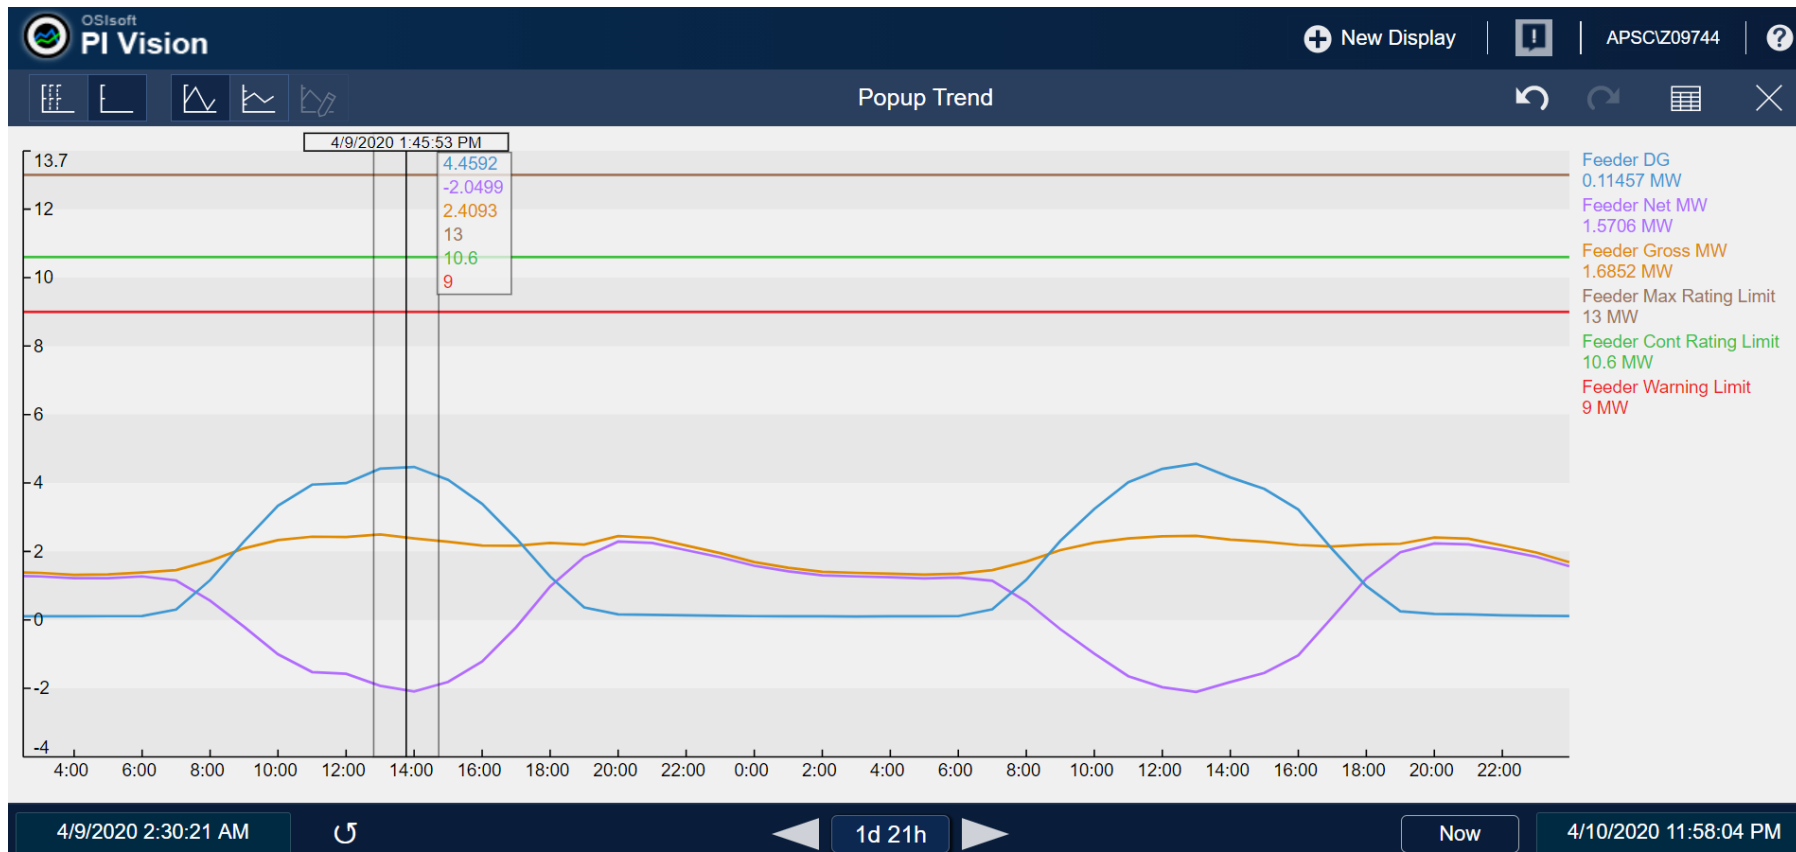 OSIsoft
PI Vision
New Display
APSC\Z09744
?
Popup Trend
4/9/2020 1:45:53 PM
13.7
12
10
8
6
4
2
0
-2
-4
4.4592
-2.0499
2.4093
13
10.6
9
Feeder DG
0.11457 MW
Feeder Net MW
1.5706 MW
Feeder Gross MW
1.6852 MW
Feeder Max Rating Limit
13 MW
Feeder Cont Rating Limit
10.6 MW
Feeder Warning Limit
9 MW
4:00 6:00 8:00 10:00 12:00 14:00 16:00 18:00 20:00 22:00 0:00 2:00 4:00 6:00 8:00 10:00 12:00 14:00 16:00 18:00 20:00 22:00
4/9/2020 2:30:21 AM
1d 21h
Now
4/10/2020 11:58:04 PM